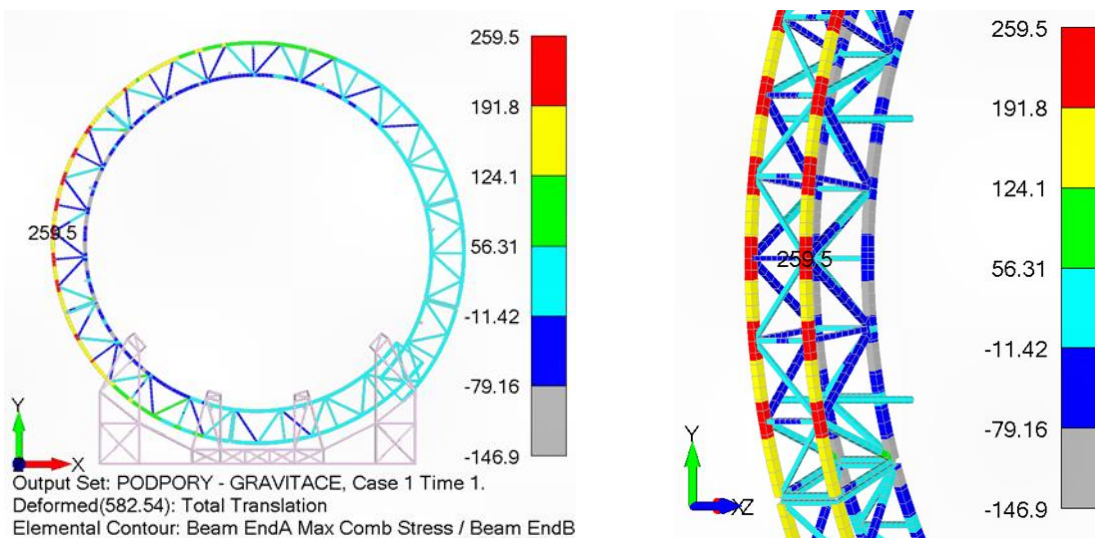 259.5
191.8
124.1
56.31
-11.42
-79.16
-146.9
259.5
Y
X
Output Set: PODPORY - GRAVITACE, Case 1 Time 1.
Deformed(582.54): Total Translation
Elemental Contour: Beam EndA Max Comb Stress / Beam EndB
259.5
191.8
124.1
56.31
-11.42
-79.16
-146.9
259.5
Y
XZ